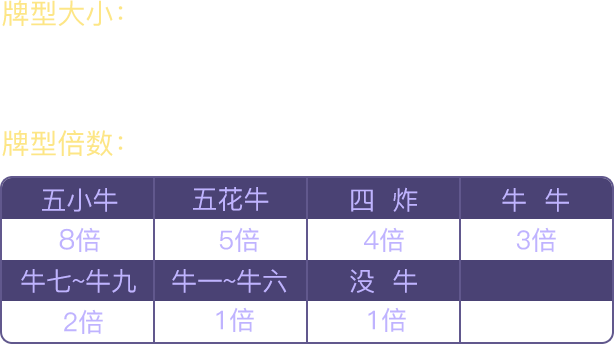 牌型大小：
牌型倍数：
五小牛 五花牛 四 炸 牛 牛
8倍 5倍 4倍 3倍
牛七~牛九 牛一~牛六 没 牛
2倍 1倍 1倍